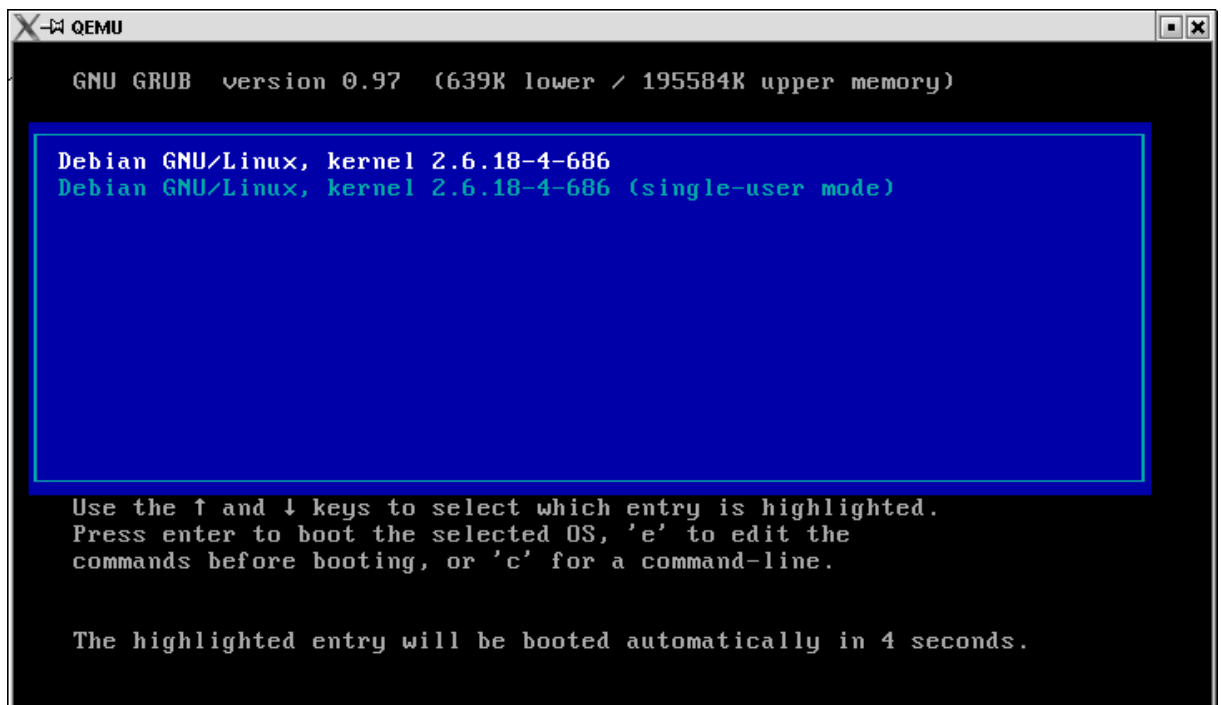 QEMU
GNU GRUB version 0.97 (639K lower / 195584K upper memory)
Debian GNU/Linux, kernel 2.6.18-4-686
Debian GNU/Linux, kernel 2.6.18-4-686 (single-user mode)
Use the ↑ and ↓ keys to select which entry is highlighted.
Press enter to boot the selected OS, 'e' to edit the
commands before booting, or 'c' for a command-line.
The highlighted entry will be booted automatically in 4 seconds.